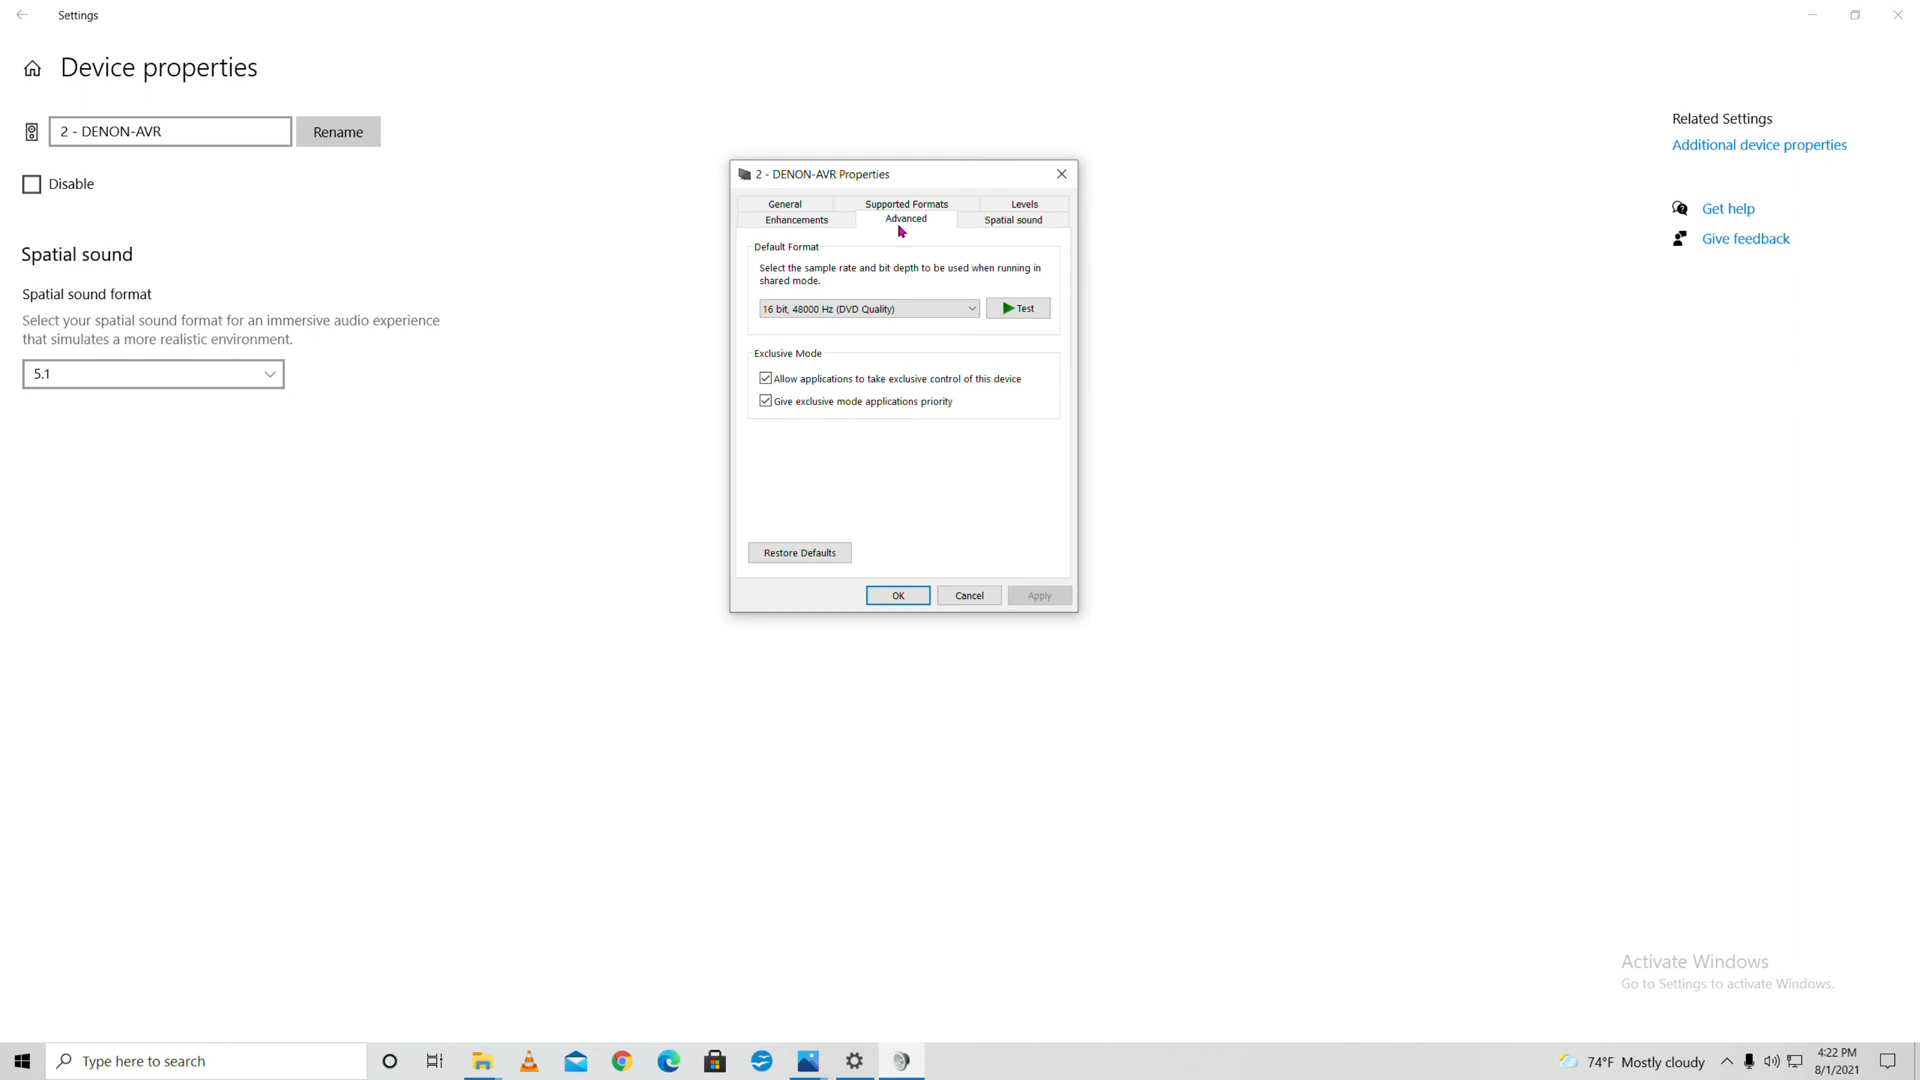 Settings
Device properties
2 - DENON-AVR
Rename
Disable
Spatial sound
Spatial sound format
Select your spatial sound format for an immersive audio experience
that simulates a more realistic environment.
5.1
2 - DENON-AVR Properties
General
Supported Formats
Levels
Enhancements
Advanced
Spatial sound
Default Format
Select the sample rate and bit depth to be used when running in
shared mode.
16 bit, 48000 Hz (DVD Quality)
Test
Exclusive Mode
Allow applications to take exclusive control of this device
Give exclusive mode applications priority
Restore Defaults
OK
Cancel
Apply
Related Settings
Additional device properties
Get help
Give feedback
Activate Windows
Go to Settings to activate Windows.
Type here to search
74°F Mostly cloudy
4:22 PM
8/1/2021